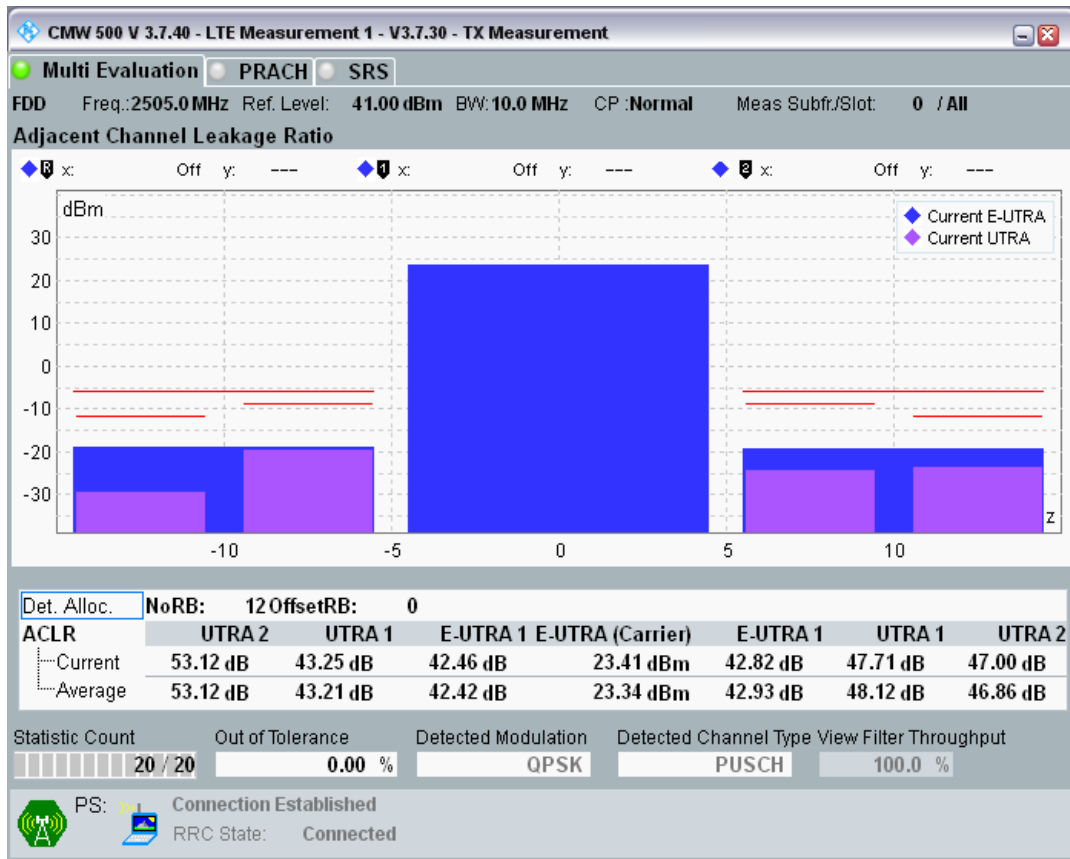 CMW 500 V 3.7.40 - LTE Measurement 1 - V3.7.30 - TX Measurement
Multi Evaluation PRACH SRS
FDD Freq.:2505.0 MHz Ref. Level: 41.00 dBm BW:10.0 MHz CP :Normal Meas Subfr./Slot: 0 / All
Adjacent Channel Leakage Ratio
R x: Off y: --- 1 x: Off y: --- 2 x: Off y: ---
dBm
Current E-UTRA
Current UTRA
30
20
10
0
-10
-20
-30
z
-10 -5 0 5 10
Det. Alloc. NoRB: 12 OffsetRB: 0
ACLR UTRA 2 UTRA 1 E-UTRA 1 E-UTRA (Carrier) E-UTRA 1 UTRA 1 UTRA 2
Current 53.12 dB 43.25 dB 42.46 dB 23.41 dBm 42.82 dB 47.71 dB 47.00 dB
Average 53.12 dB 43.21 dB 42.42 dB 23.34 dBm 42.93 dB 48.12 dB 46.86 dB
Statistic Count Out of Tolerance Detected Modulation Detected Channel Type View Filter Throughput
20 / 20 0.00 % QPSK PUSCH 100.0 %
PS: Connection Established
RRC State: Connected